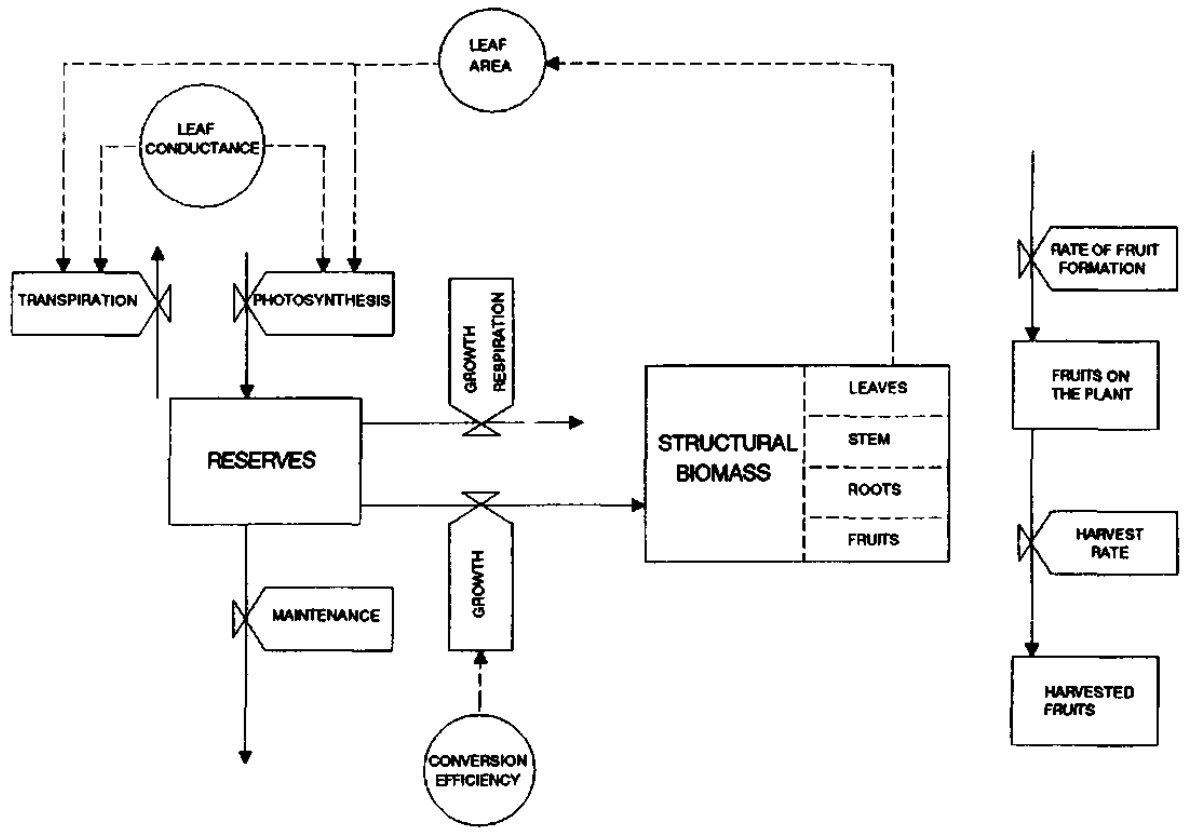 LEAF
AREA
LEAF
CONDUCTANCE
TRANSPIRATION
PHOTOSYNTHESIS
GROWTH
RESPIRATION
RATE OF FRUIT
FORMATION
RESERVES
STRUCTURAL
BIOMASS
LEAVES
STEM
ROOTS
FRUITS
FRUITS ON
THE PLANT
MAINTENANCE
GROWTH
HARVEST
RATE
CONVERSION
EFFICIENCY
HARVESTED
FRUITS